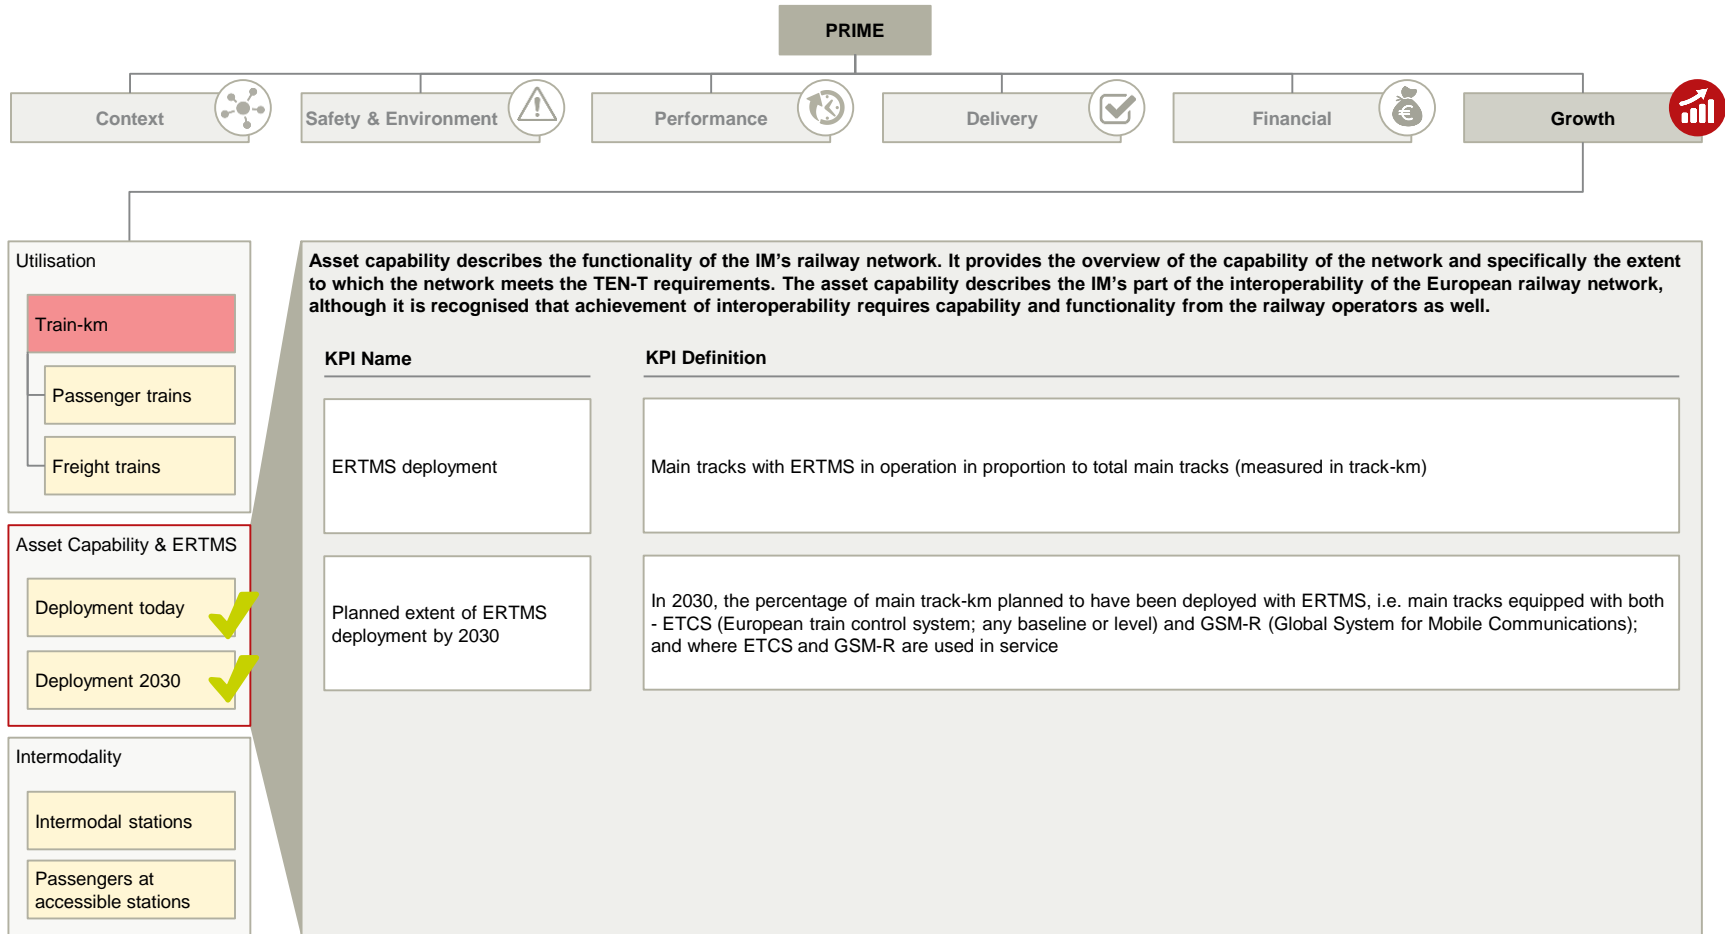 PRIME
Context
Safety & Environment
Performance
Delivery
Financial
Growth
Utilisation
Train-km
Passenger trains
Freight trains
Asset Capability & ERTMS
Deployment today
Deployment 2030
Intermodality
Intermodal stations
Passengers at
accessible stations
Asset capability describes the functionality of the IM’s railway network. It provides the overview of the capability of the network and specifically the extent
to which the network meets the TEN-T requirements. The asset capability describes the IM’s part of the interoperability of the European railway network,
although it is recognised that achievement of interoperability requires capability and functionality from the railway operators as well.
KPI Name
KPI Definition
ERTMS deployment
Main tracks with ERTMS in operation in proportion to total main tracks (measured in track-km)
Planned extent of ERTMS
deployment by 2030
In 2030, the percentage of main track-km planned to have been deployed with ERTMS, i.e. main tracks equipped with both
- ETCS (European train control system; any baseline or level) and GSM-R (Global System for Mobile Communications);
and where ETCS and GSM-R are used in service